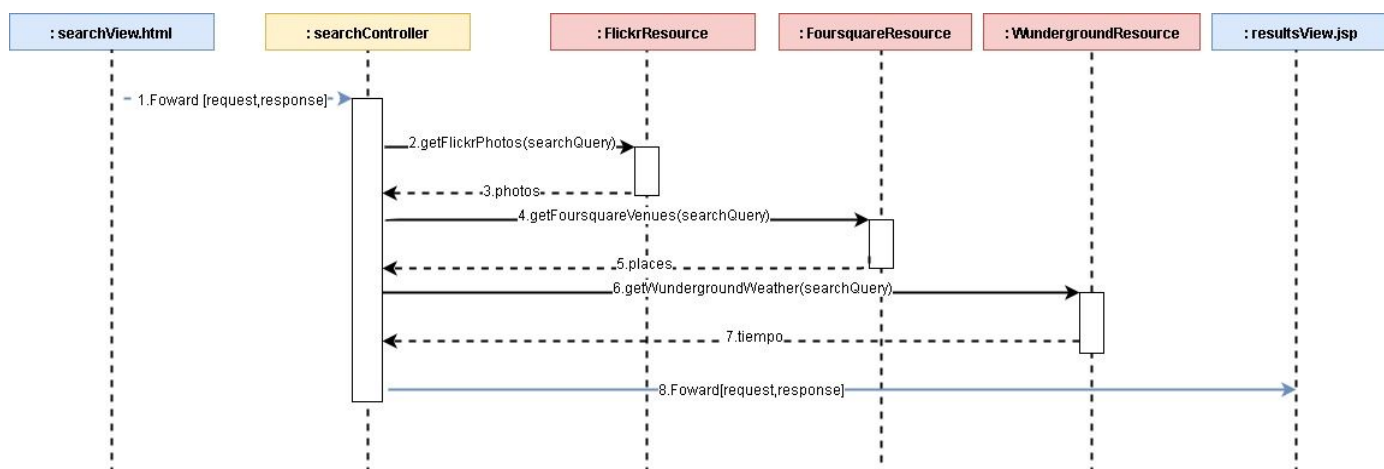 : searchView.html
: searchController
: FlickrResource
: FoursquareResource
: WundergroundResource
: resultsView.jsp
1.Foward [request,response]
2.getFlickrPhotos(searchQuery)
3.photos
4.getFoursquareVenues(searchQuery)
5.places
6.getWundergroundWeather(searchQuery)
7.tiempo
8.Foward[request,response]